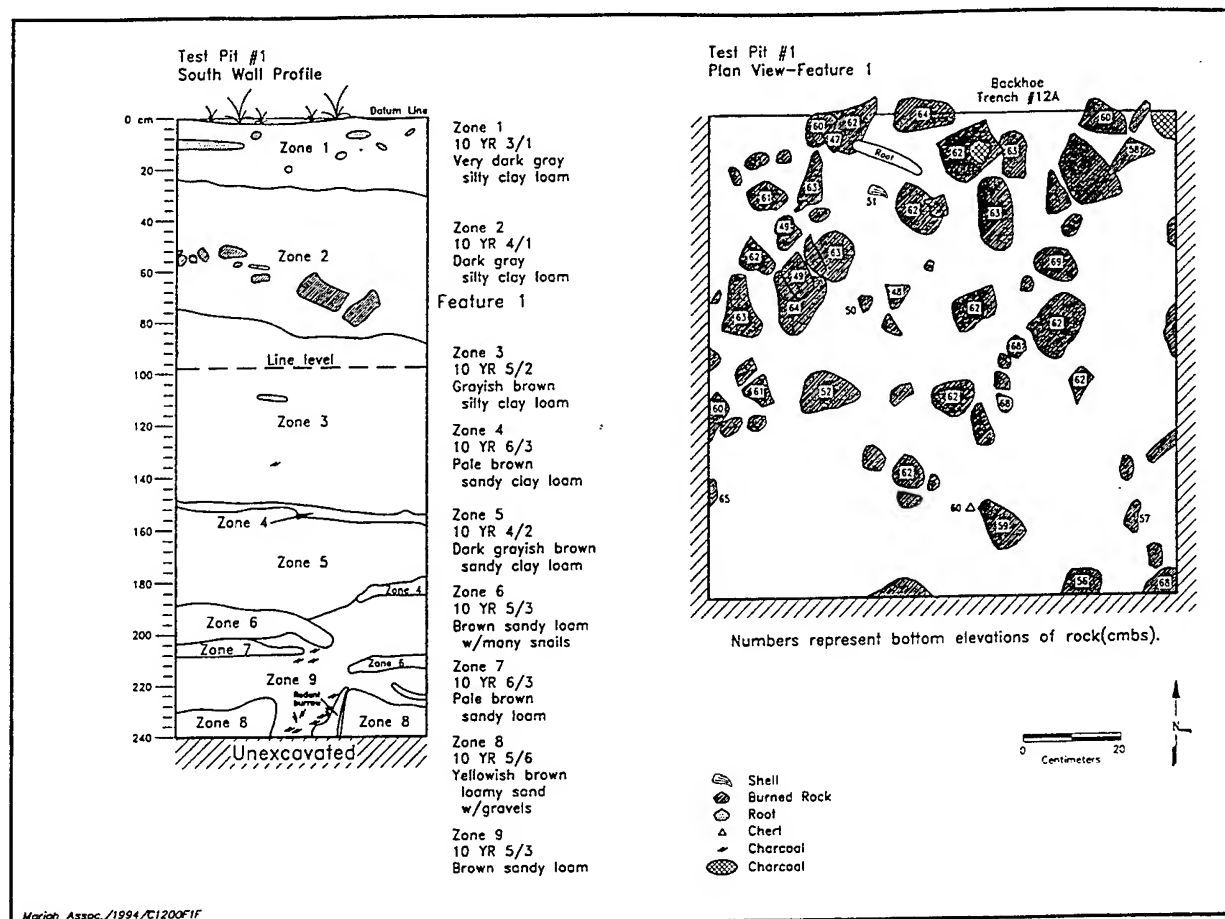 Test Pit #1
South Wall Profile
Datum Line
0 cm
20
40
60
80
100
120
140
160
180
200
220
240
Zone 1
Zone 2
Feature 1
Line level
Zone 3
Zone 4
Zone 5
Zone 4
Zone 6
Zone 7
Zone 6
Zone 9
Rodent
burrow
Zone 8
Zone 8
Unexcavated
Zone 1
10 YR 3/1
Very dark gray
silty clay loam
Zone 2
10 YR 4/1
Dark gray
silty clay loam
Zone 3
10 YR 5/2
Grayish brown
silty clay loam
Zone 4
10 YR 6/3
Pale brown
sandy clay loam
Zone 5
10 YR 4/2
Dark grayish brown
sandy clay loam
Zone 6
10 YR 5/3
Brown sandy loam
w/many snails
Zone 7
10 YR 6/3
Pale brown
sandy loam
Zone 8
10 YR 5/6
Yellowish brown
loamy sand
w/gravels
Zone 9
10 YR 5/3
Brown sandy loam
Test Pit #1
Plan View-Feature 1
Backhoe
Trench #12A
60 62 64 60
47
Root
62 63 58
61 63 51 62 63
49
62 49 63 69
63 64 50 48 62 62
68
61 52 62 62
60 68
62
65 60 59 57
56 68
Numbers represent bottom elevations of rock(cmbs).
N
0 20
Centimeters
Shell
Burned Rock
Root
Chert
Charcoal
Charcoal
Mariah Assoc./1994/C1200F1F